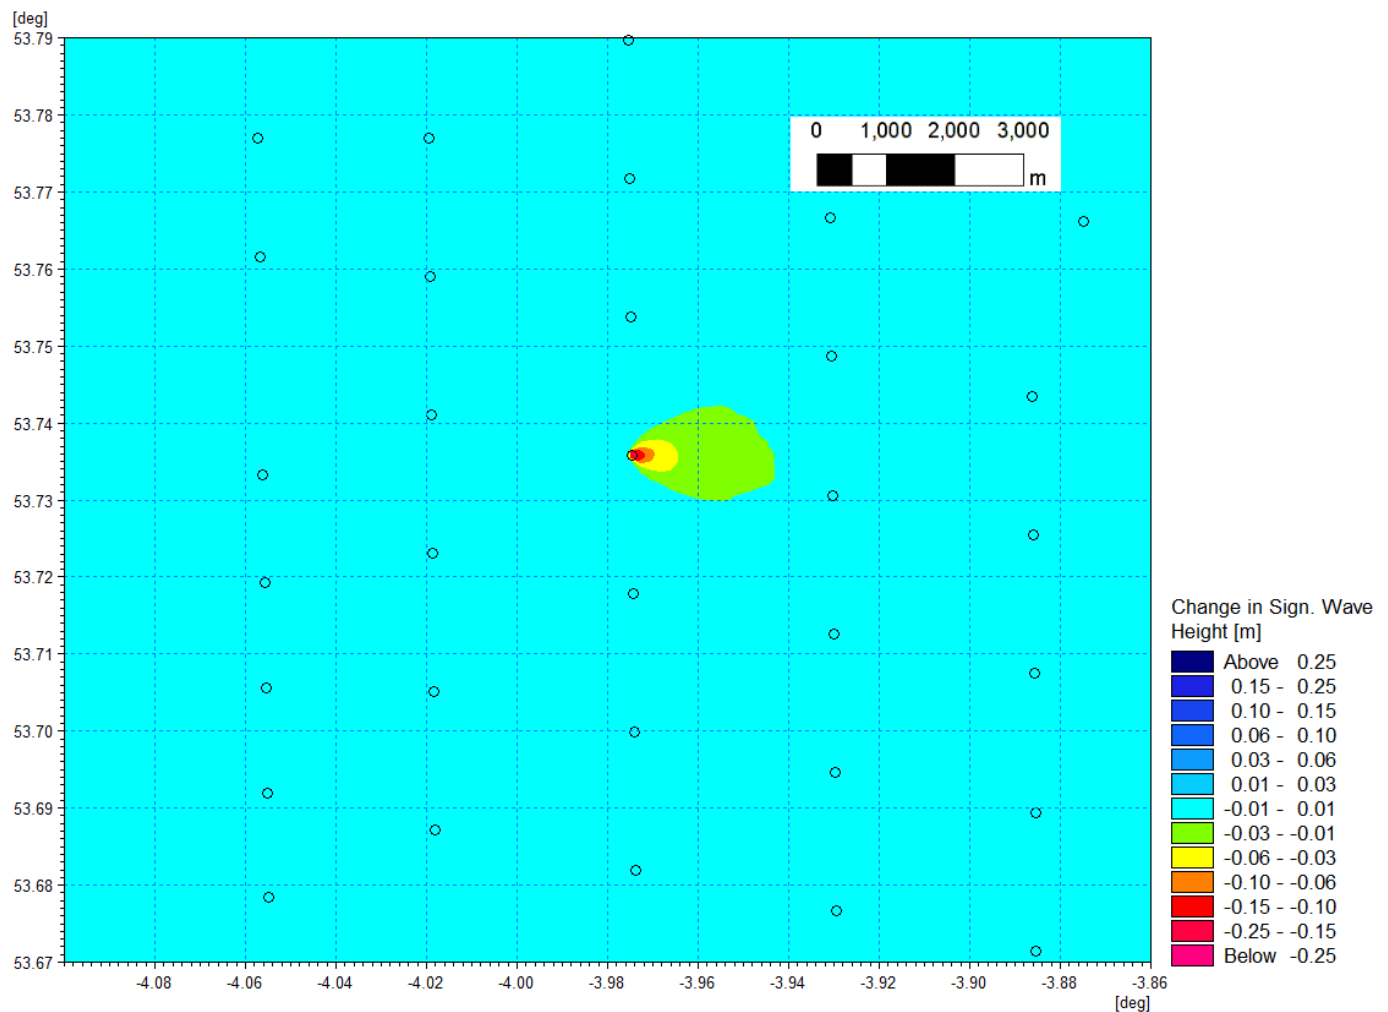 [deg]
53.79
53.78
53.77
53.76
53.75
53.74
53.73
53.72
53.71
53.70
53.69
53.68
53.67
0 1,000 2,000 3,000
m
-4.08 -4.06 -4.04 -4.02 -4.00 -3.98 -3.96 -3.94 -3.92 -3.90 -3.88 -3.86
[deg]
Change in Sign. Wave
Height [m]
Above 0.25
0.15 - 0.25
0.10 - 0.15
0.06 - 0.10
0.03 - 0.06
0.01 - 0.03
-0.01 - 0.01
-0.03 - -0.01
-0.06 - -0.03
-0.10 - -0.06
-0.15 - -0.10
-0.25 - -0.15
Below -0.25